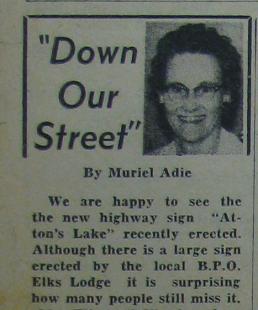 "Down
Our
Street"
By Muriel Adie
We are happy to see the
the new highway sign "At-
ton's Lake" recently erected.
Although there is a large sign
erected by the local B.P.O.
Elks Lodge it is surprising
how many people still miss it.